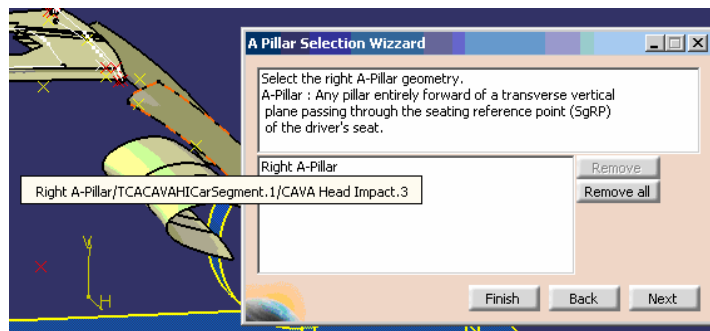 A Pillar Selection Wizzard
Select the right A-Pillar geometry.
A-Pillar : Any pillar entirely forward of a transverse vertical
plane passing through the seating reference point (SgRP)
of the driver's seat.
Right A-Pillar
Remove
Remove all
Right A-Pillar/TCACAVAHICarSegment.1/CAVA Head Impact.3
V
H
Finish
Back
Next